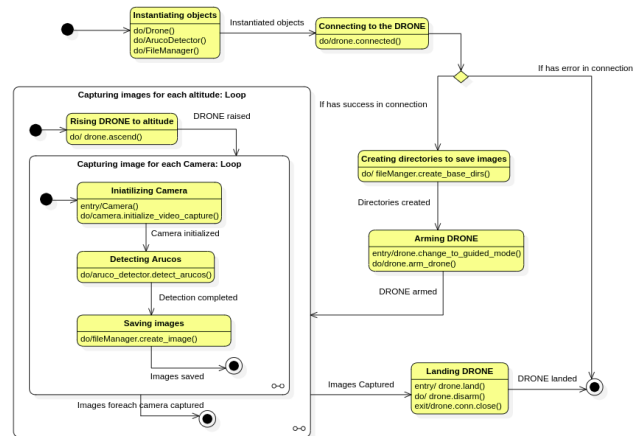 Instantiating objects
do/Drone()
do/ArucoDetector()
do/FileManager()
Instantiated objects
Connecting to the DRONE
do/drone.connected()
If has error in connection
If has success in connection
Capturing images for each altitude: Loop
Rising DRONE to altitude
do/ drone.ascend()
DRONE raised
Capturing image for each Camera: Loop
Iniatilizing Camera
entry/Camera()
do/camera.initialize_video_capture()
Camera initialized
Detecting Arucos
do/aruco_detector.detect_arucos()
Detection completed
Saving images
do/fileManager.create_image()
Images saved
Images foreach camera captured
Creating directories to save images
do/ fileManger.create_base_dirs()
Directories created
Arming DRONE
entry/drone.change_to_guided_mode()
do/drone.arm_drone()
DRONE armed
Images Captured
Landing DRONE
entry/ drone.land()
do/ drone.disarm()
exit/drone.conn.close()
DRONE landed